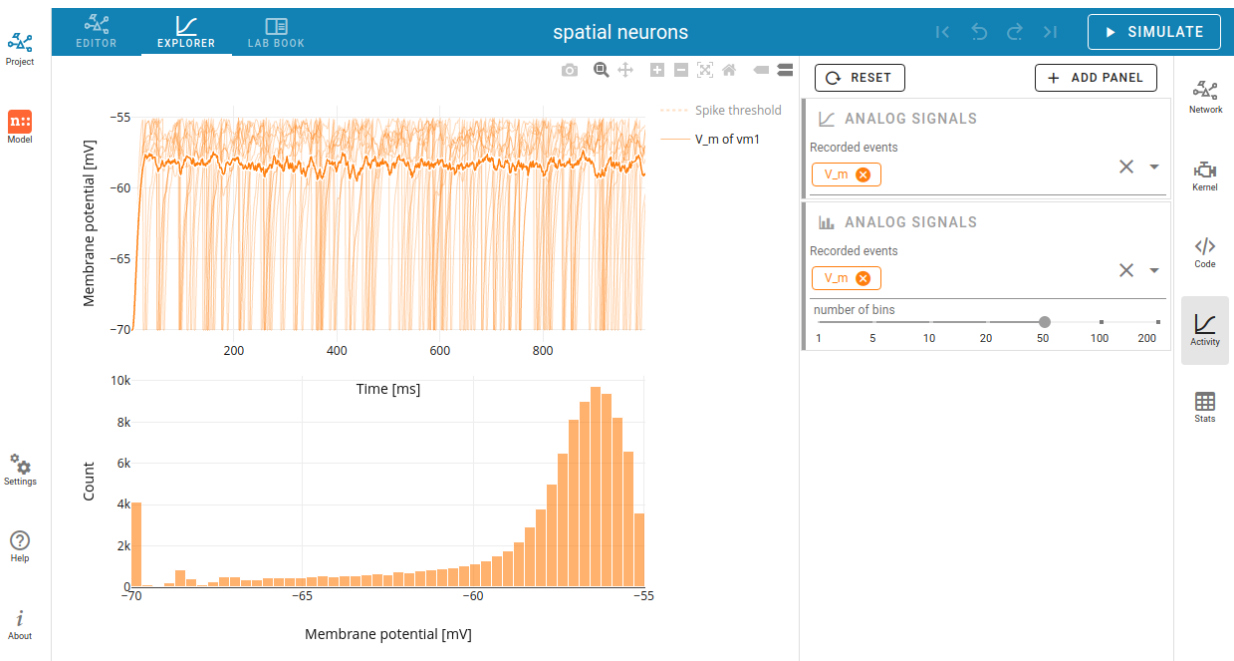 Project
n::
Model
Settings
Help
i
About
EDITOR
EXPLORER
LAB BOOK
spatial neurons
SIMULATE
−55
−60
−65
−70
Membrane potential [mV]
200
400
600
800
Time [ms]
Spike threshold
V_m of vm1
10k
8k
6k
4k
2k
0
Count
−70
−65
−60
−55
Membrane potential [mV]
RESET
+ ADD PANEL
ANALOG SIGNALS
Recorded events
V_m
ANALOG SIGNALS
Recorded events
V_m
number of bins
1 5 10 20 50 100 200
Network
Kernel
</>
Code
Activity
Stats